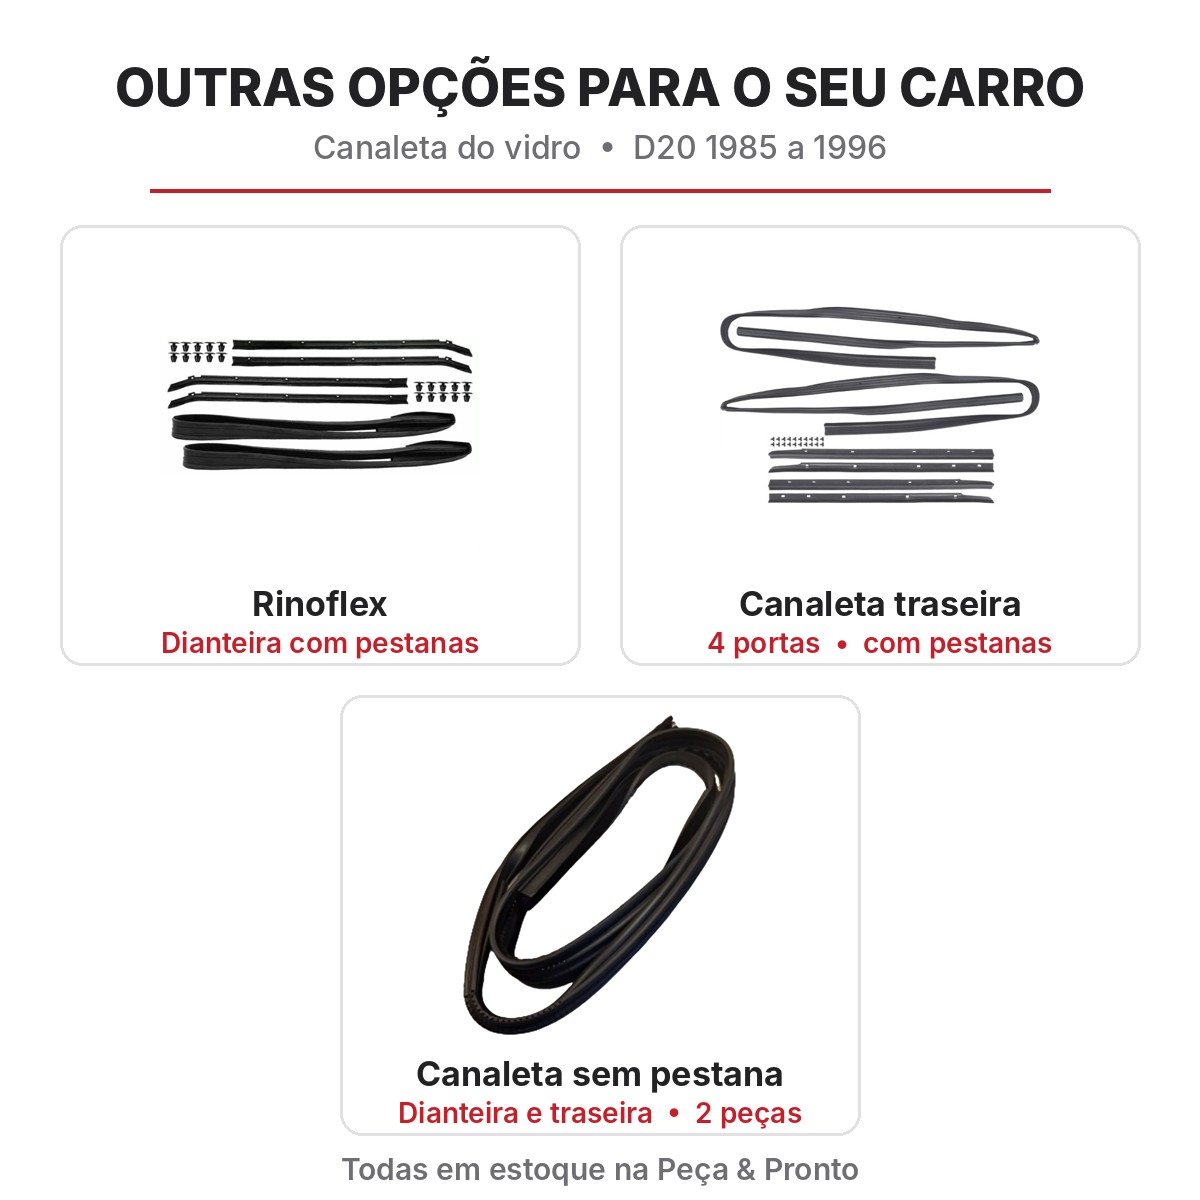 OUTRAS OPÇÕES PARA O SEU CARRO
Canaleta do vidro • D20 1985 a 1996
Rinoflex
Dianteira com pestanas
Canaleta traseira
4 portas • com pestanas
Canaleta sem pestana
Dianteira e traseira • 2 peças
Todas em estoque na Peça & Pronto